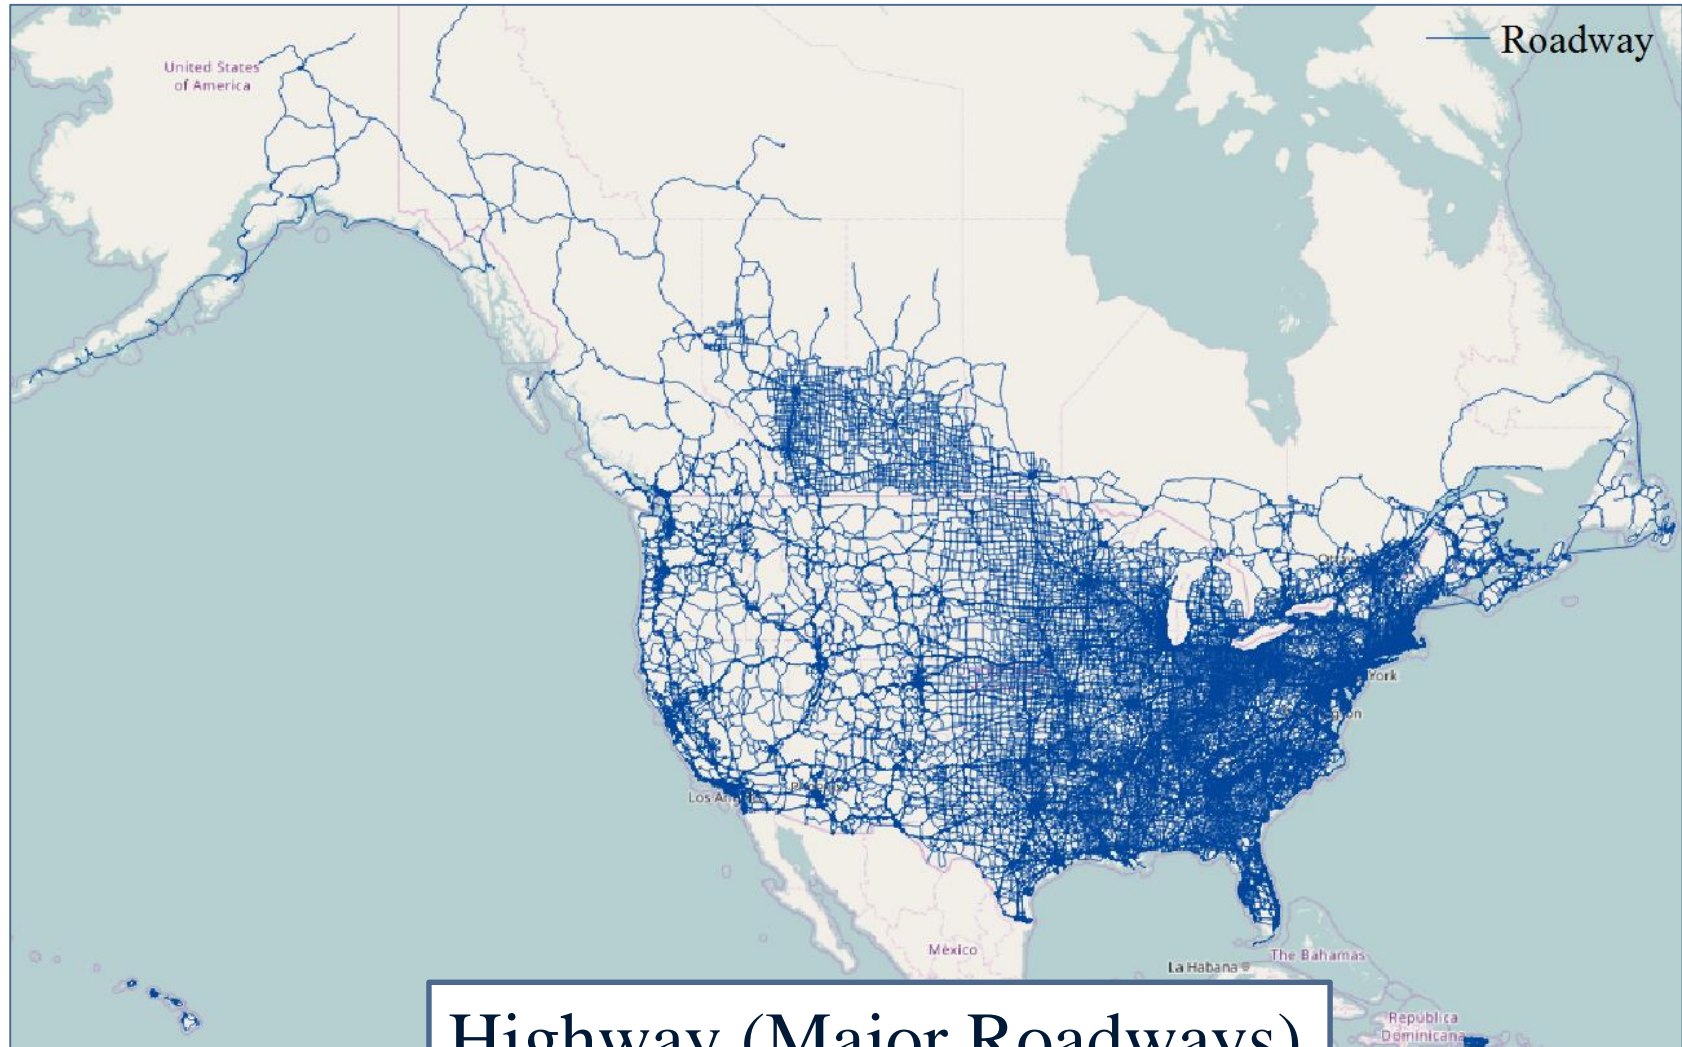 Roadway
United States
of America
York
Los An
México
La Habana
The Bahamas
República
Dominicana
Highway (Major Roadways)